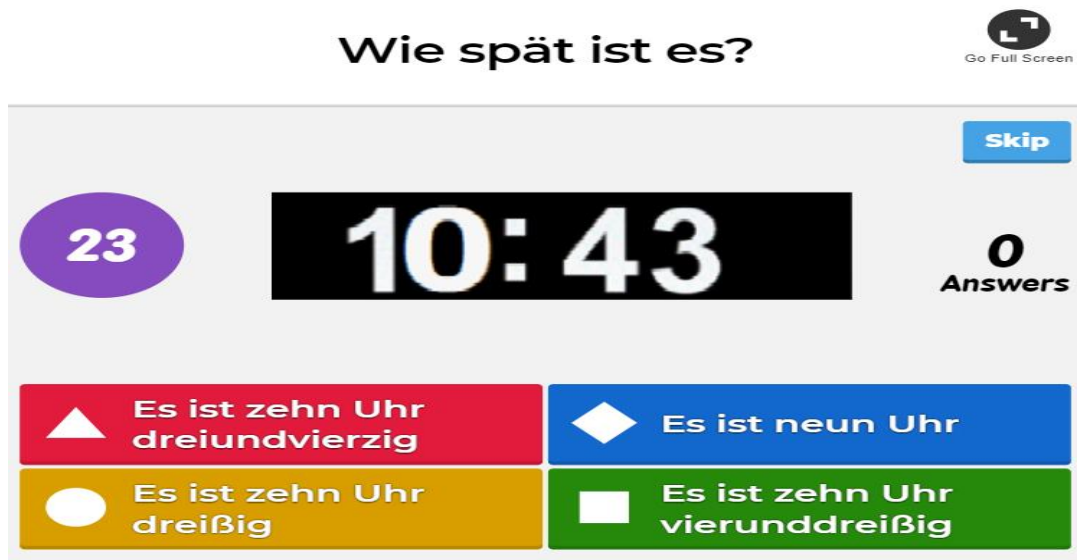 Wie spät ist es?
Go Full Screen
Skip
23
10:43
0
Answers
Es ist zehn Uhr
dreiundvierzig
Es ist neun Uhr
Es ist zehn Uhr
dreißig
Es ist zehn Uhr
vierunddreißig